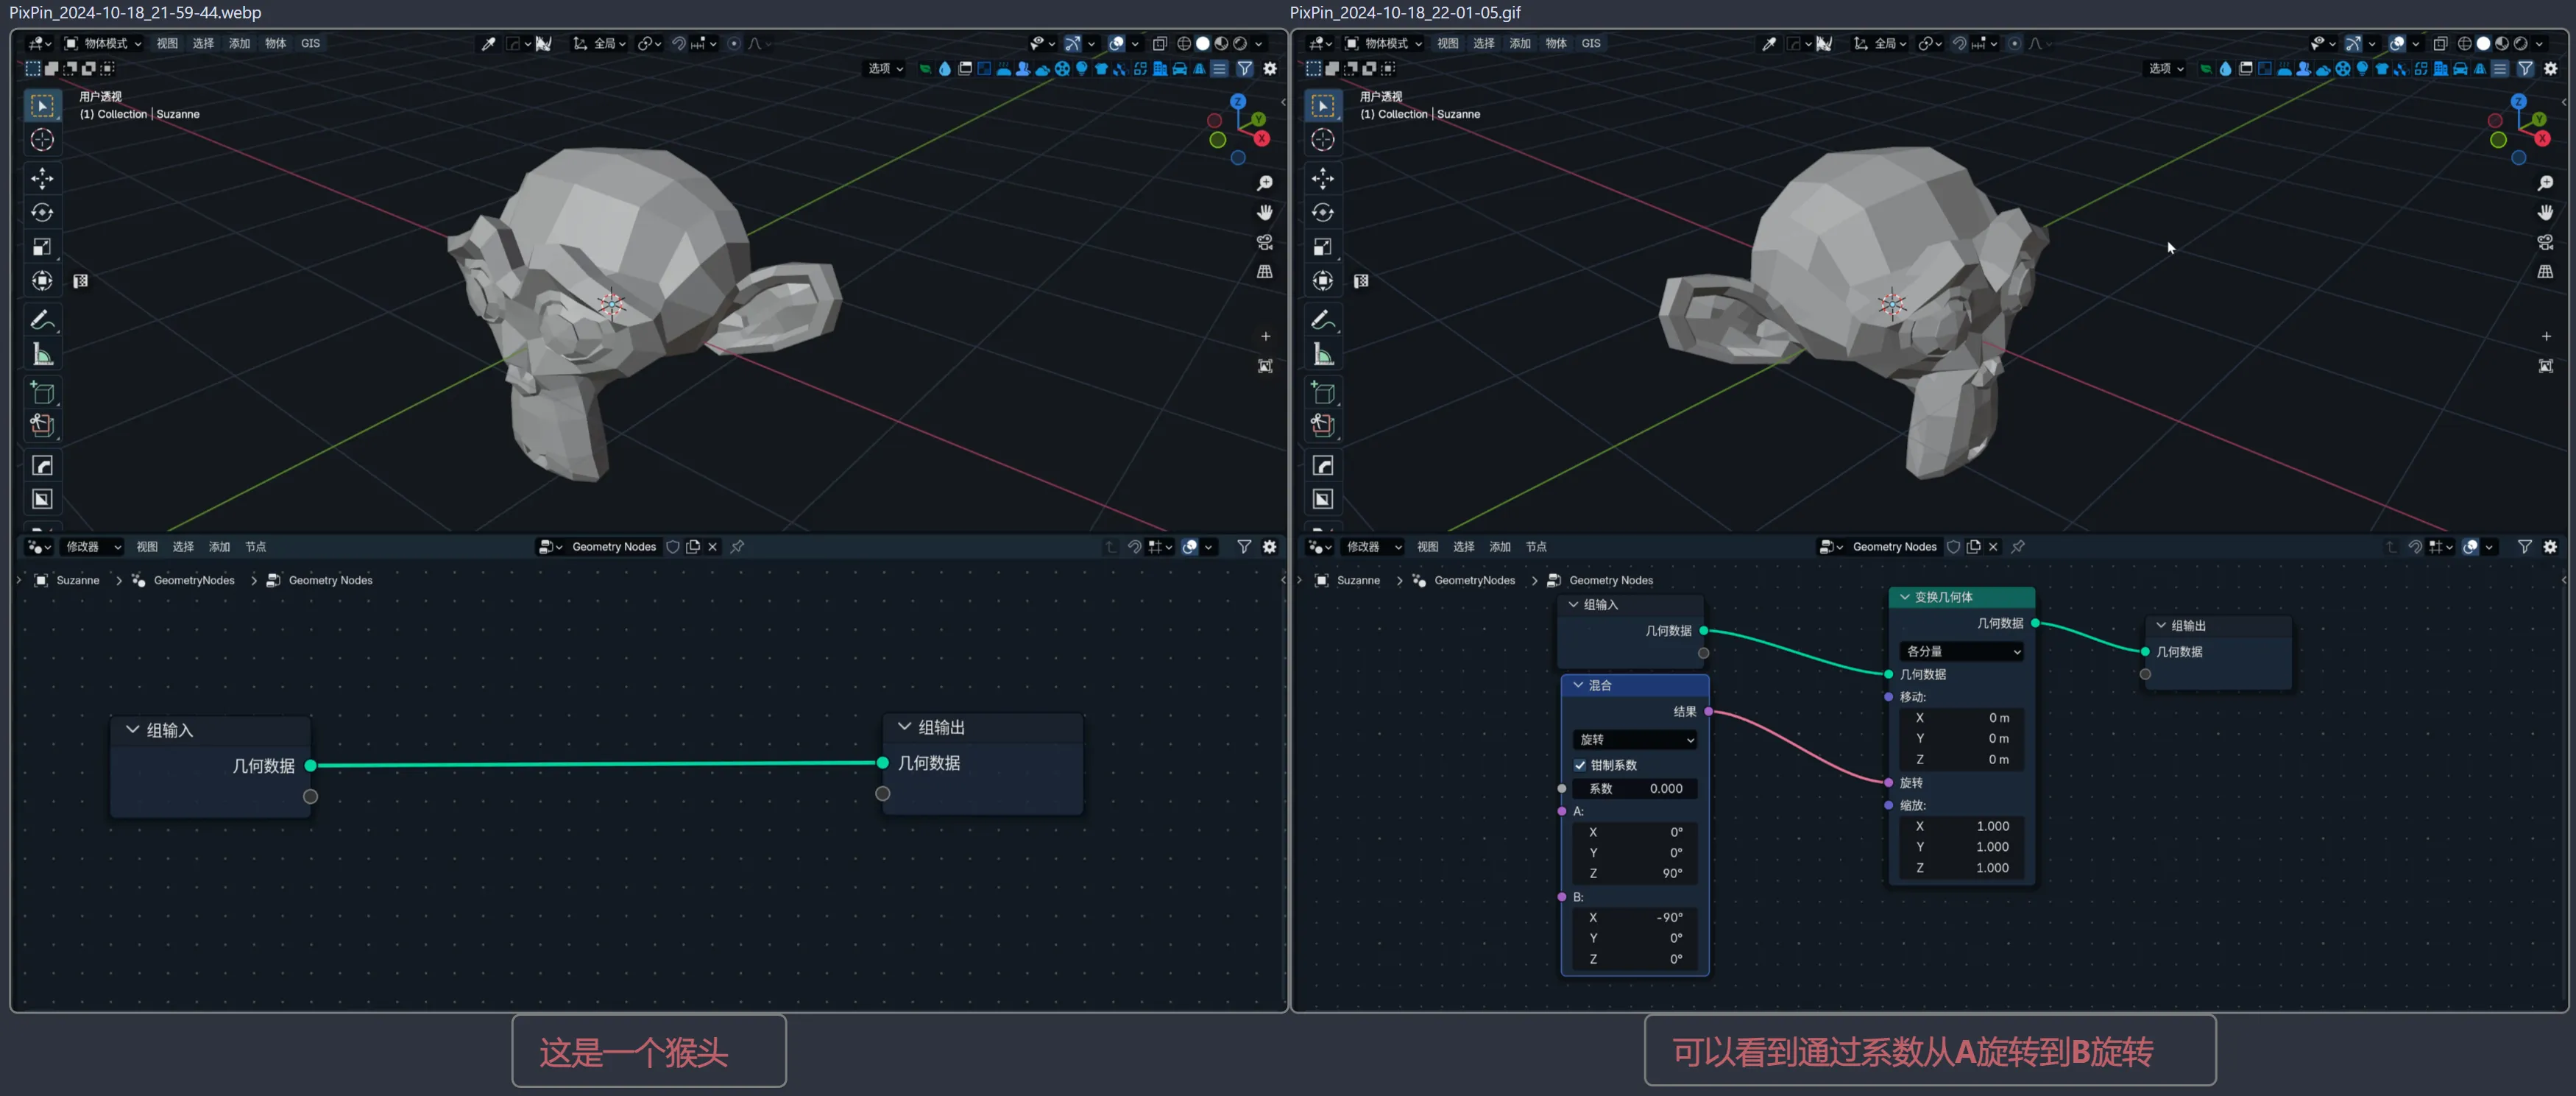 PixPin_2024-10-18_21-59-44.webp
物体模式 视图 选择 添加 物体 GIS
全局
选项
用户透视
(1) Collection | Suzanne
Z
Y
X
修改器 视图 选择 添加 节点
Geometry Nodes
Suzanne > GeometryNodes > Geometry Nodes
组输入
几何数据
组输出
几何数据
这是一个猴头
PixPin_2024-10-18_22-01-05.gif
物体模式 视图 选择 添加 物体 GIS
全局
选项
用户透视
(1) Collection | Suzanne
Z
Y
X
修改器 视图 选择 添加 节点
Geometry Nodes
Suzanne > GeometryNodes > Geometry Nodes
组输入
几何数据
混合
结果
旋转
钳制系数
系数 0.000
A:
X 0°
Y 0°
Z 90°
B:
X -90°
Y 0°
Z 0°
变换几何体
几何数据
各分量
几何数据
移动:
X 0 m
Y 0 m
Z 0 m
旋转
缩放:
X 1.000
Y 1.000
Z 1.000
组输出
几何数据
可以看到通过系数从A旋转到B旋转